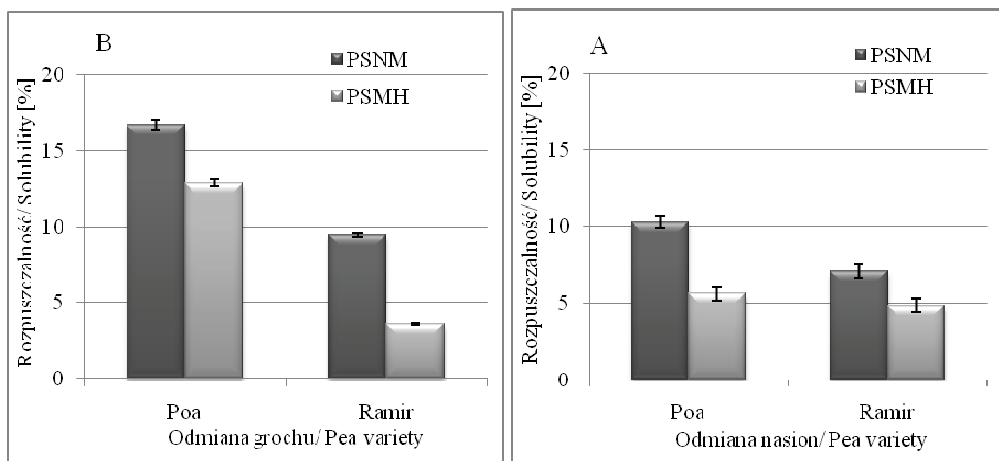 B
PSNM
PSMH
Rozpuszczalność/ Solubility [%]
20
15
10
5
0
Poa
Ramir
Odmiana grochu/ Pea variety
A
PSNM
PSMH
Rozpuszczalność/ Solubility [%]
20
15
10
5
0
Poa
Ramir
Odmiana nasion/ Pea variety